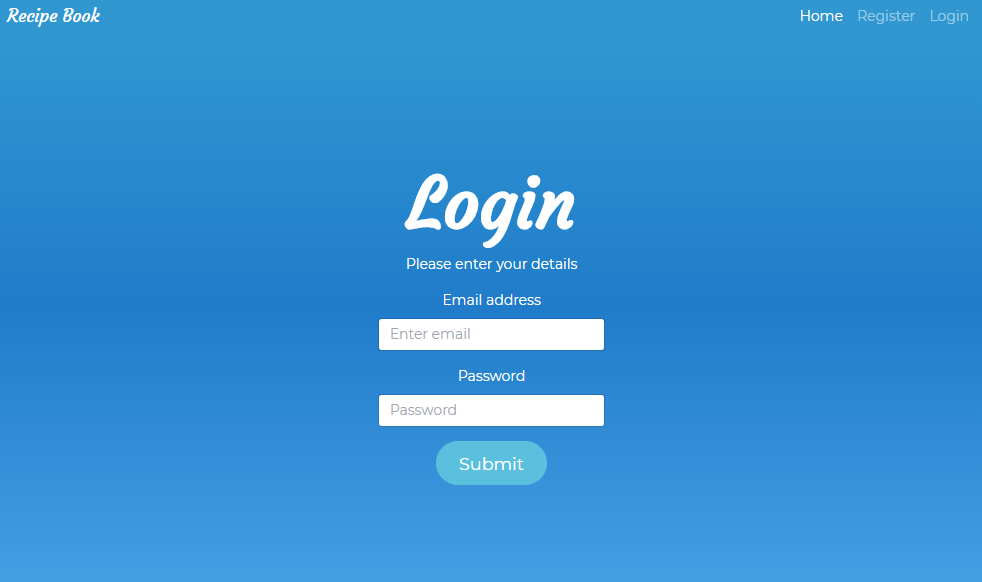 Recipe Book
Home Register Login
Login
Please enter your details
Email address
Enter email
Password
Password
Submit